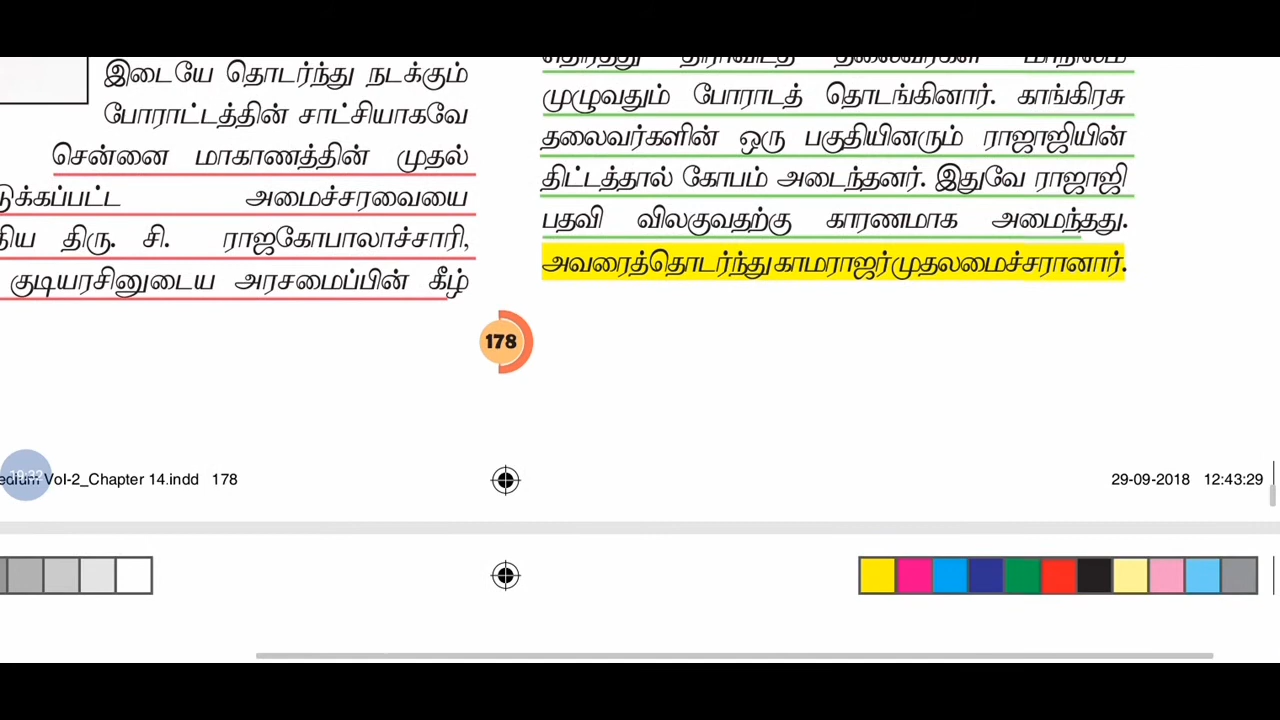 இடையே தொடர்ந்து நடக்கும்
போராட்டத்தின் சாட்சியாகவே
சென்னை மாகாணத்தின் முதல்
அமைச்சரவையை
திரு. சி. ராஜகோபாலாச்சாரி,
குடியரசினுடைய அரசமைப்பின் கீழ்
முழுவதும் போராடத் தொடங்கினார். காங்கிரசு
தலைவர்களின் ஒரு பகுதியினரும் ராஜாஜியின்
திட்டத்தால் கோபம் அடைந்தனர். இதுவே ராஜாஜி
பதவி விலகுவதற்கு காரணமாக அமைந்தது.
அவரைத்தொடர்ந்து காமராஜர் முதலமைச்சரானார்.
178
Vol-2_Chapter 14.indd 178
29-09-2018 12:43:29